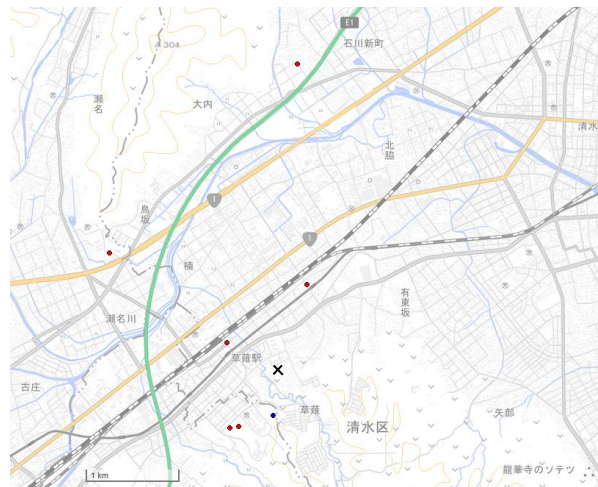 E1
石川新町
304
瀬名
大内
清水
北脇
1
鳥坂
1
楠
有東坂
瀬名川
草薙駅
古庄
草薙
矢部
清水区
龍華寺のソテツ
1 km